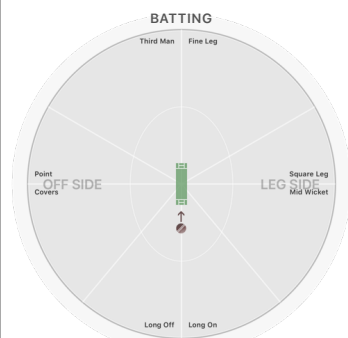 BATTING
Third Man
Fine Leg
Point
Square Leg
OFF SIDE
LEG SIDE
Covers
Mid Wicket
Long Off
Long On